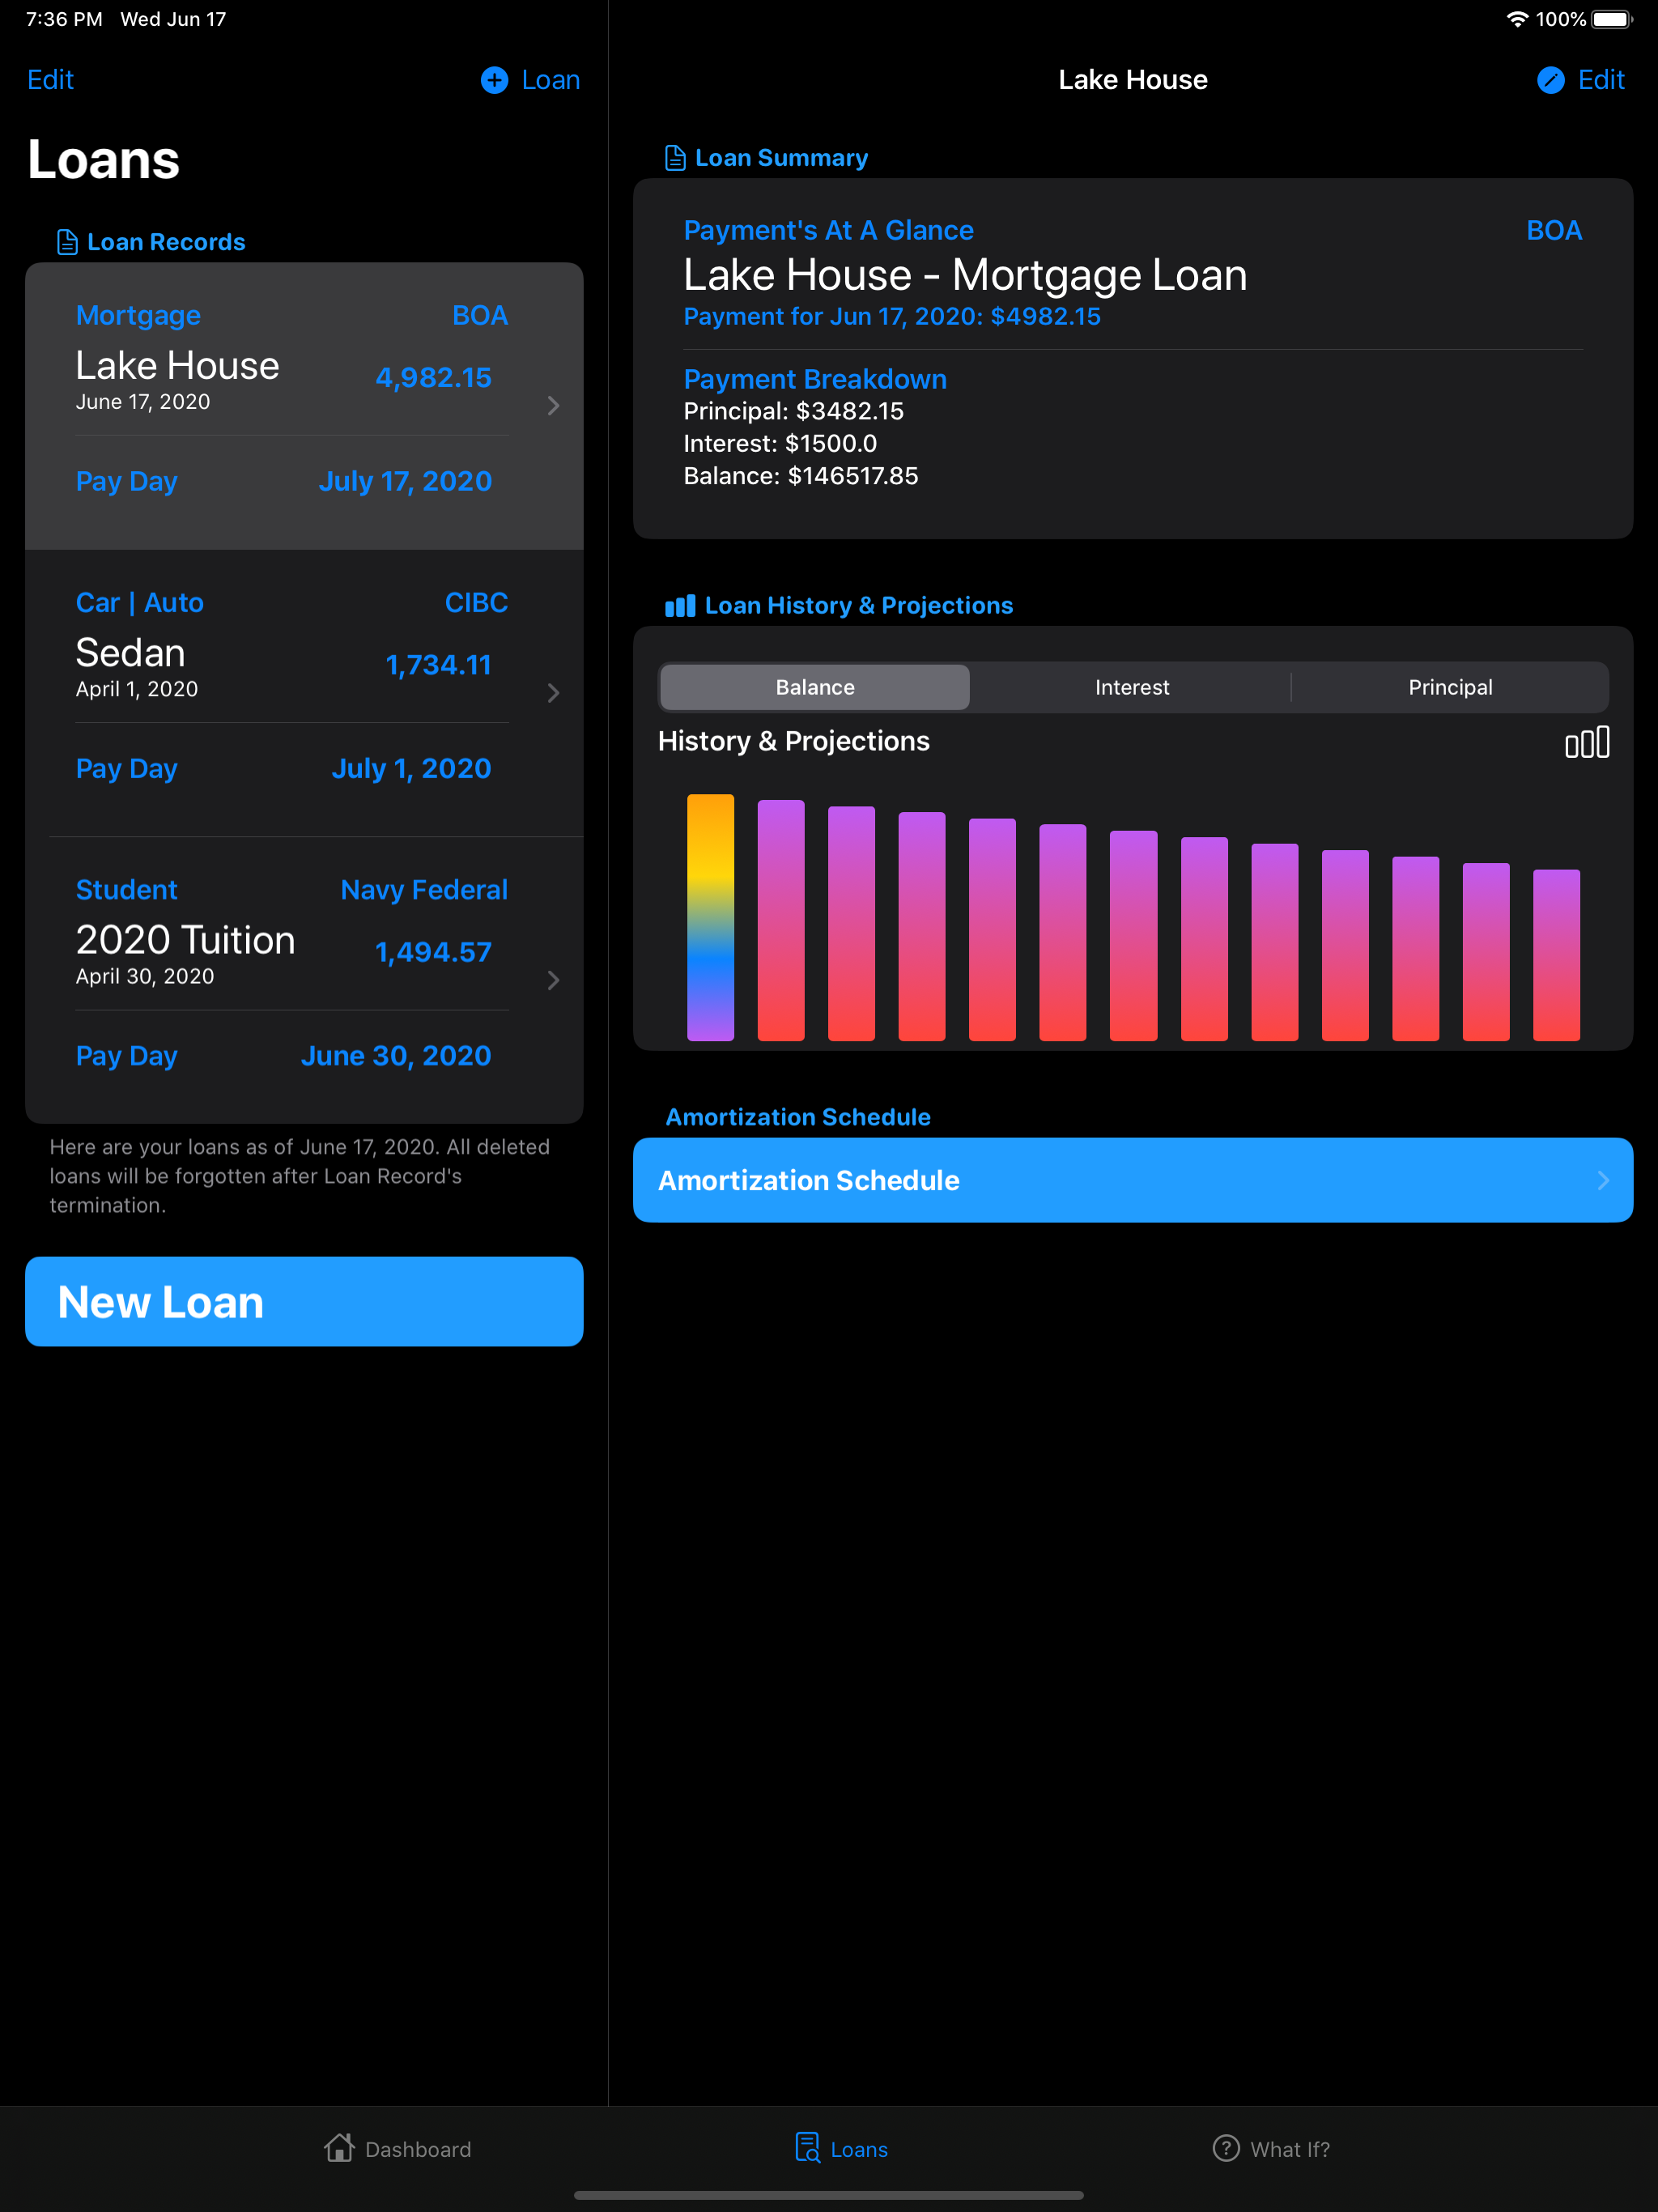 7:36 PM Wed Jun 17
100%
Edit
Loan
Loans
Loan Records
Mortgage BOA
Lake House 4,982.15
June 17, 2020
Pay Day July 17, 2020
Car | Auto CIBC
Sedan 1,734.11
April 1, 2020
Pay Day July 1, 2020
Student Navy Federal
2020 Tuition 1,494.57
April 30, 2020
Pay Day June 30, 2020
Here are your loans as of June 17, 2020. All deleted
loans will be forgotten after Loan Record's
termination.
New Loan
Lake House
Edit
Loan Summary
Payment's At A Glance BOA
Lake House - Mortgage Loan
Payment for Jun 17, 2020: $4982.15
Payment Breakdown
Principal: $3482.15
Interest: $1500.0
Balance: $146517.85
Loan History & Projections
Balance Interest Principal
History & Projections
Amortization Schedule
Amortization Schedule
Dashboard
Loans
What If?